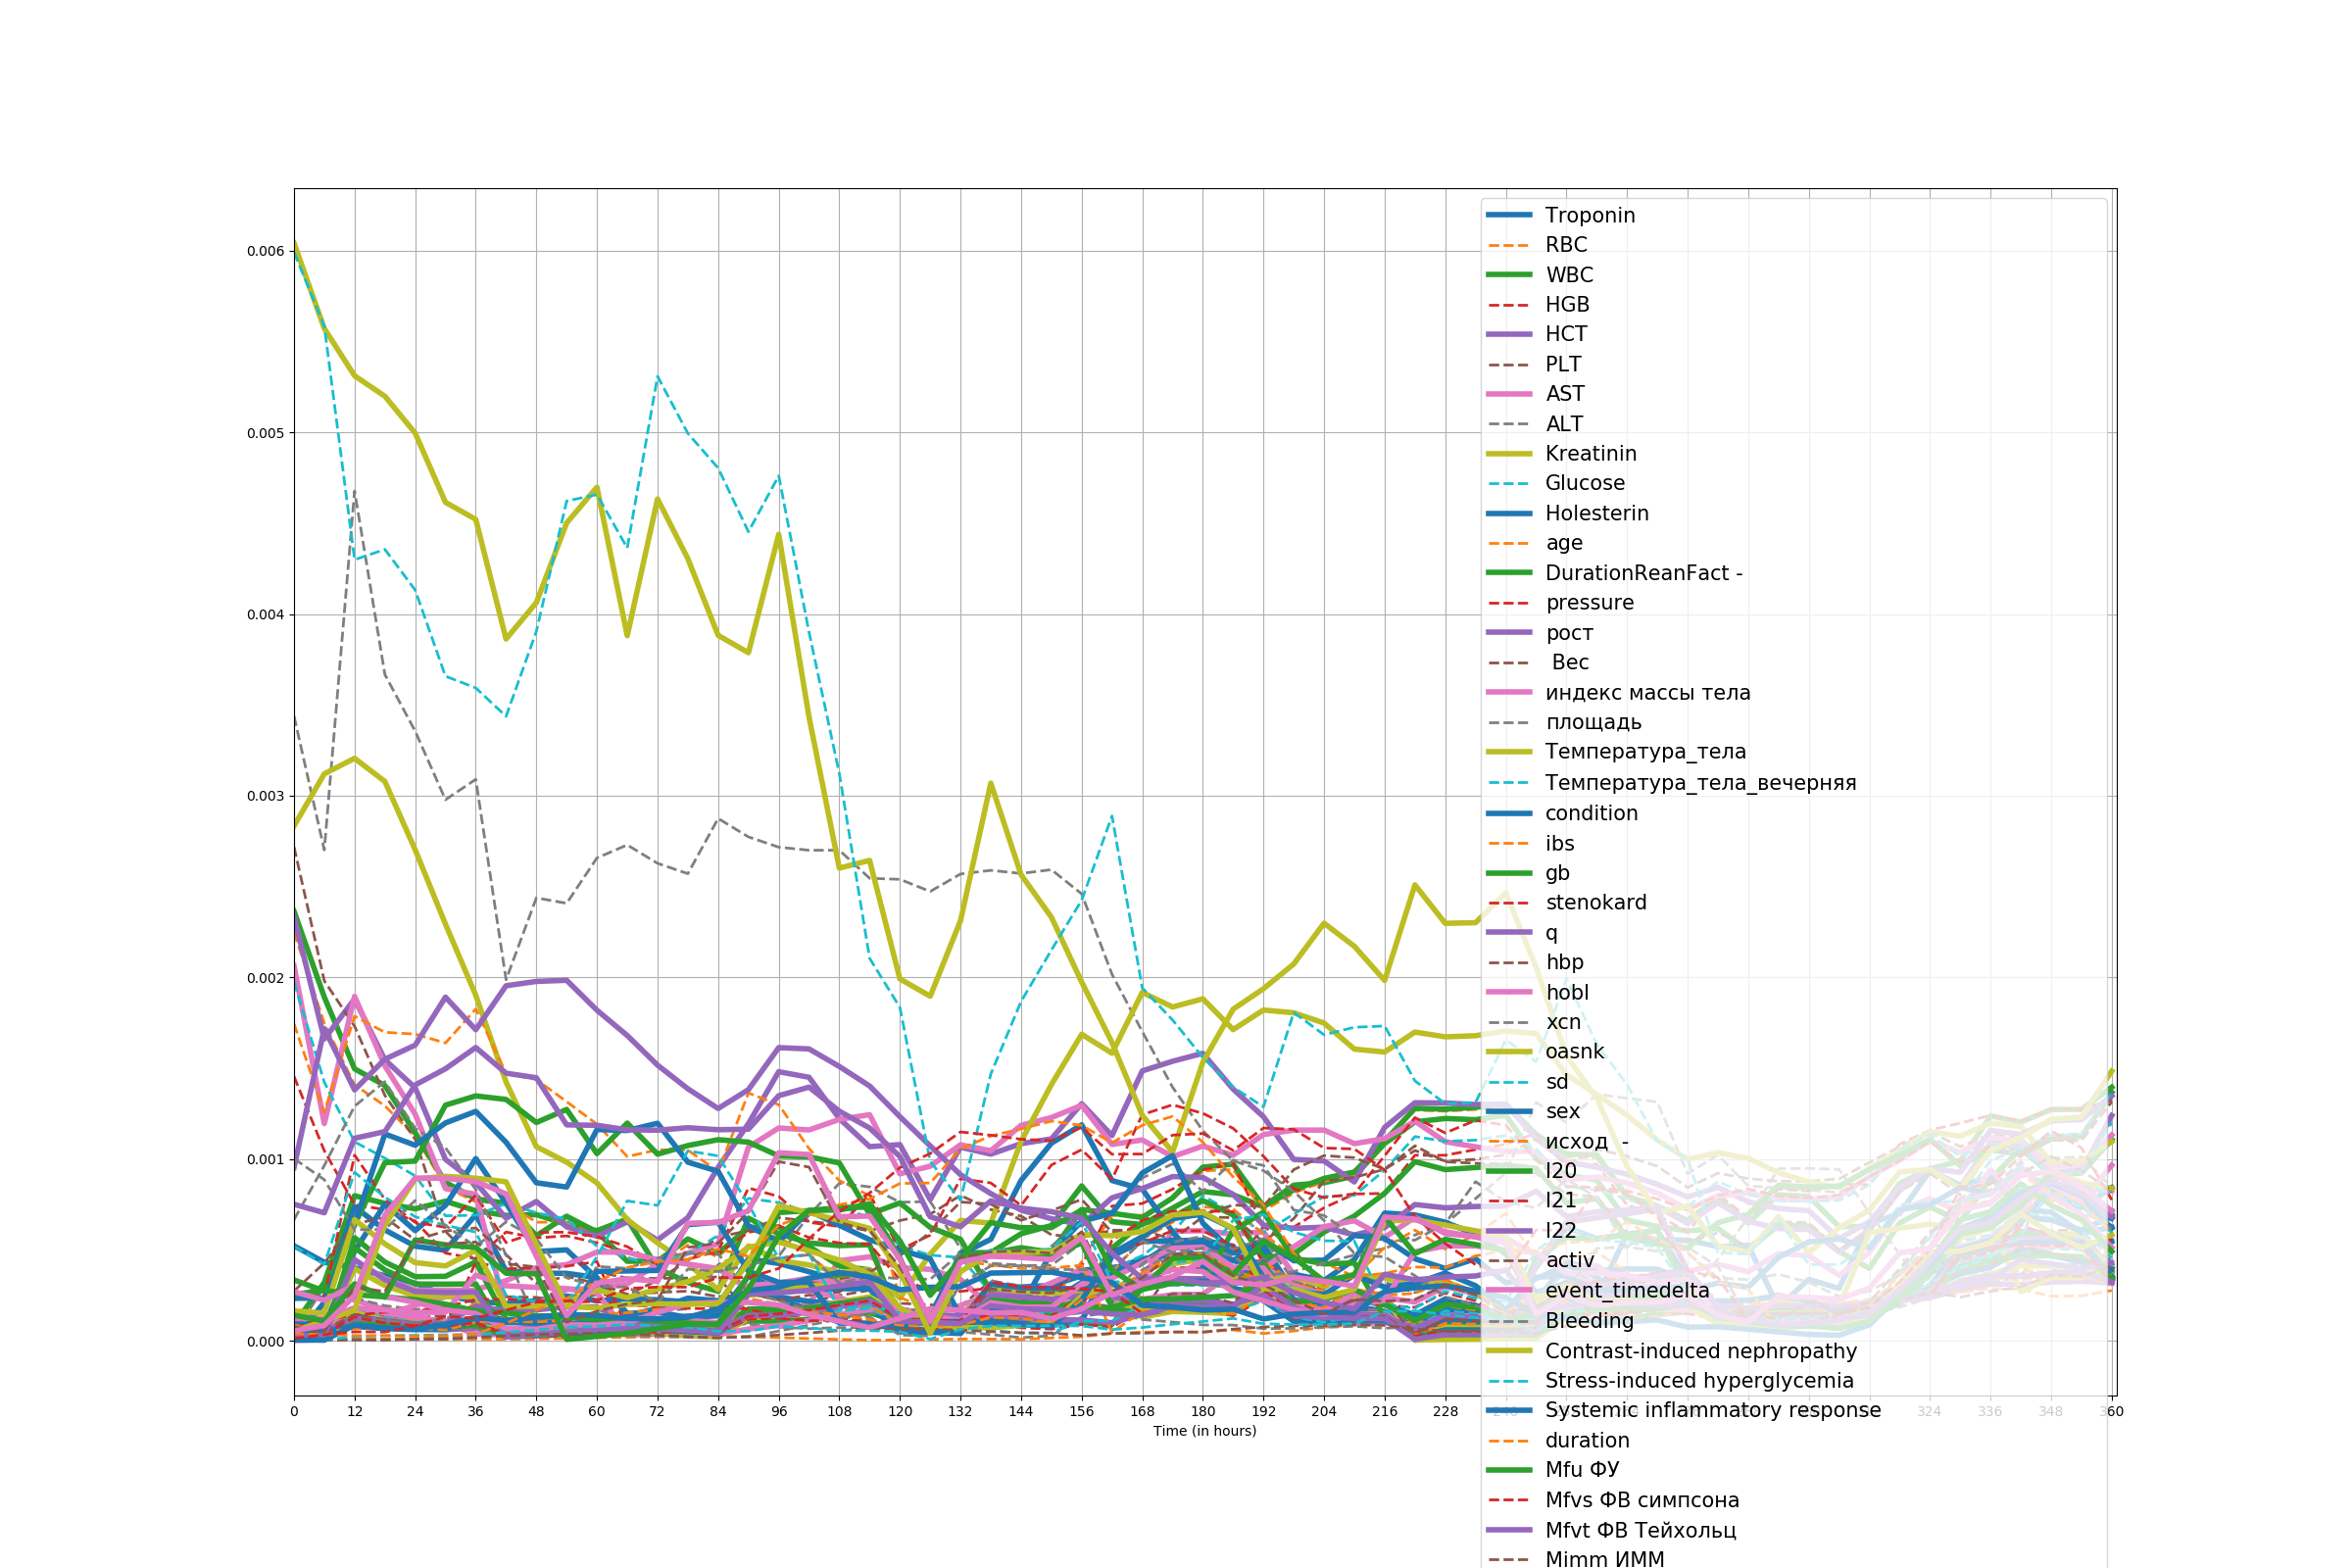 0.006
0.005
0.004
0.003
0.002
0.001
0.000
0 12 24 36 48 60 72 84 96 108 120 132 144 156 168 180 192 204 216 228 240 324 336 348 360
Time (in hours)
Troponin
RBC
WBC
HGB
HCT
PLT
AST
ALT
Kreatinin
Glucose
Holesterin
age
DurationReanFact -
pressure
рост
Вес
индекс массы тела
площадь
Температура_тела
Температура_тела_вечерняя
condition
ibs
gb
stenokard
q
hbp
hobl
xcn
oasnk
sd
sex
исход -
I20
I21
I22
activ
event_timedelta
Bleeding
Contrast-induced nephropathy
Stress-induced hyperglycemia
Systemic inflammatory response
duration
Mfu ФУ
Mfvs ФВ симпсона
Mfvt ФВ Тейхольц
Mimm ИММ